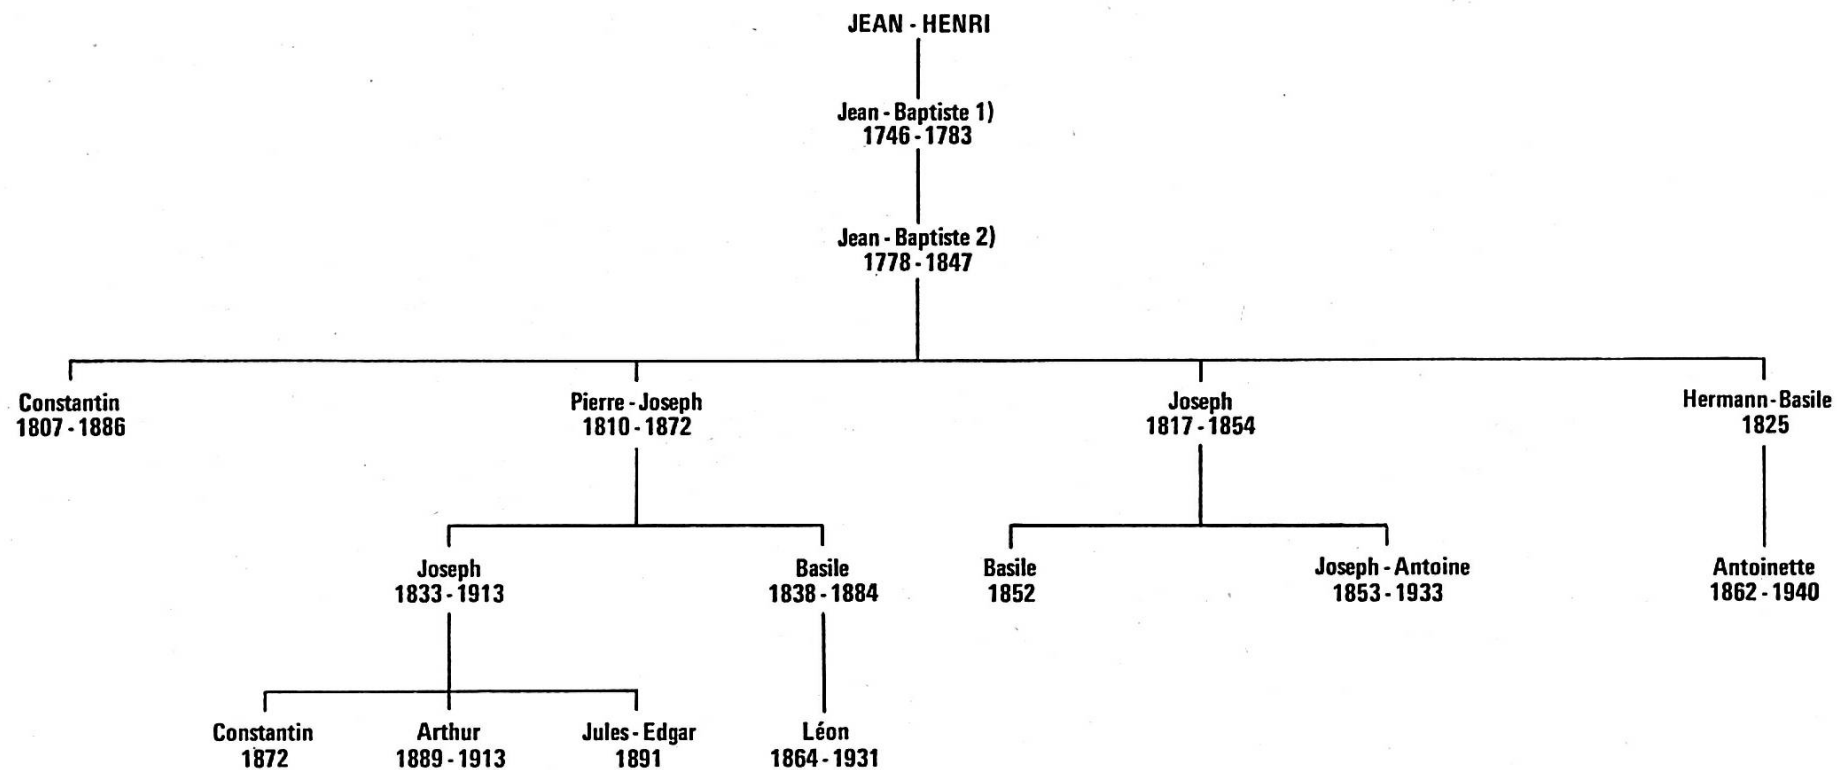 JEAN - HENRI
Jean - Baptiste 1)
1746 - 1783
Jean - Baptiste 2)
1778 - 1847
Constantin
1807 - 1886
Pierre - Joseph
1810 - 1872
Joseph
1817 - 1854
Hermann - Basile
1825
Joseph
1833 - 1913
Basile
1838 - 1884
Basile
1852
Joseph - Antoine
1853 - 1933
Antoinette
1862 - 1940
Constantin
1872
Arthur
1889 - 1913
Jules - Edgar
1891
Léon
1864 - 1931